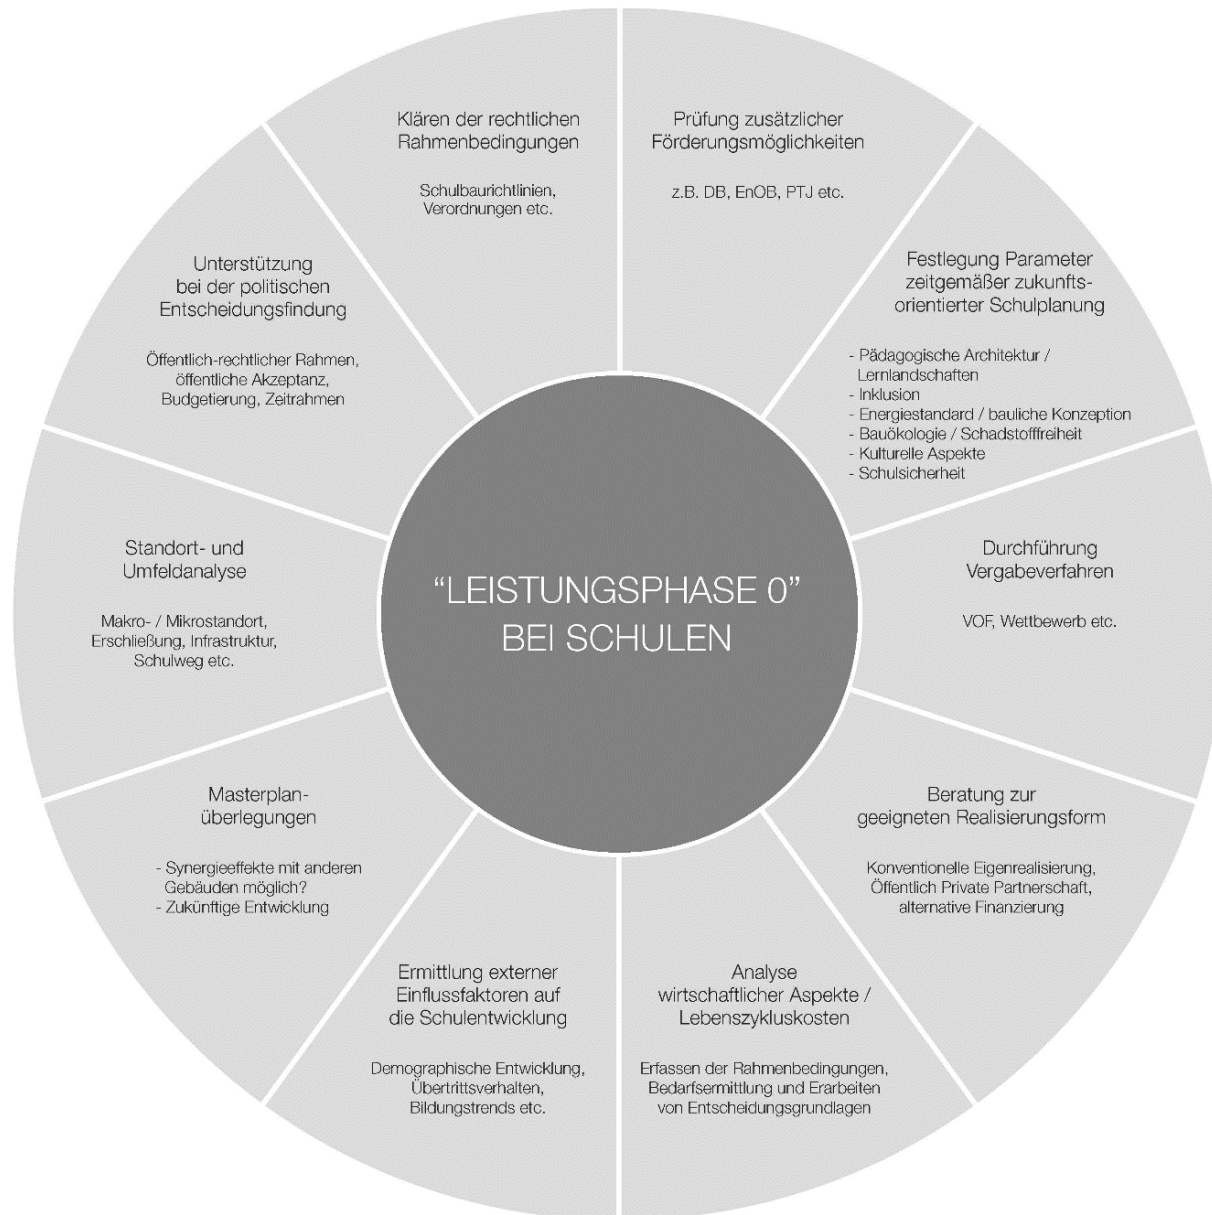 Klären der rechtlichen
Rahmenbedingungen
Schulbaurichtlinien,
Verordnungen etc.
Prüfung zusätzlicher
Förderungsmöglichkeiten
z.B. DB, EnOB, PTJ etc.
Festlegung Parameter
zeitgemäßer zukunfts-
orientierter Schulplanung
- Pädagogische Architektur /
Lernlandschaften
- Inklusion
- Energiestandard / bauliche Konzeption
- Bauökologie / Schadstofffreiheit
- Kulturelle Aspekte
- Schulsicherheit
Durchführung
Vergabeverfahren
VOF, Wettbewerb etc.
Beratung zur
geeigneten Realisierungsform
Konventionelle Eigenrealisierung,
Öffentlich Private Partnerschaft,
alternative Finanzierung
Analyse
wirtschaftlicher Aspekte /
Lebenszykluskosten
Erfassen der Rahmenbedingungen,
Bedarfsermittlung und Erarbeiten
von Entscheidungsgrundlagen
Ermittlung externer
Einflussfaktoren auf
die Schulentwicklung
Demographische Entwicklung,
Übertrittsverhalten,
Bildungstrends etc.
Masterplan-
überlegungen
- Synergieeffekte mit anderen
Gebäuden möglich?
- Zukünftige Entwicklung
Standort- und
Umfeldanalyse
Makro- / Mikrostandort,
Erschließung, Infrastruktur,
Schulweg etc.
Unterstützung
bei der politischen
Entscheidungsfindung
Öffentlich-rechtlicher Rahmen,
öffentliche Akzeptanz,
Budgetierung, Zeitrahmen
“LEISTUNGSPHASE 0”
BEI SCHULEN